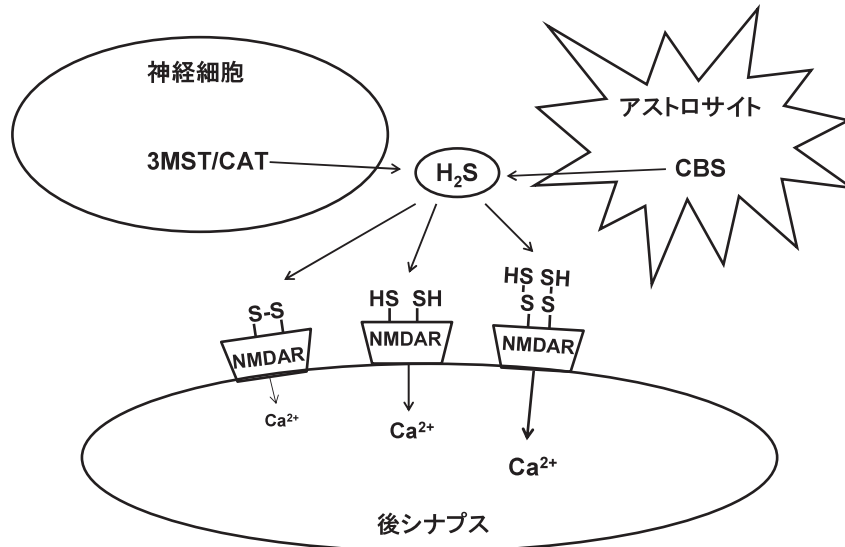 神経細胞
アストロサイト
3MST/CAT
H₂S
CBS
HS SH
S S
S-S
HS SH
NMDAR
NMDAR
NMDAR
Ca²⁺
Ca²⁺
Ca²⁺
後シナプス